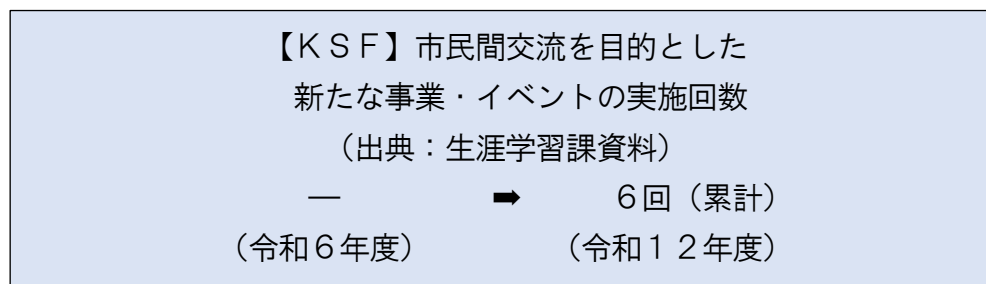 【ＫＳＦ】市民間交流を目的とした
新たな事業・イベントの実施回数
（出典：生涯学習課資料）
― ➡ ６回（累計）
（令和６年度） （令和１２年度）